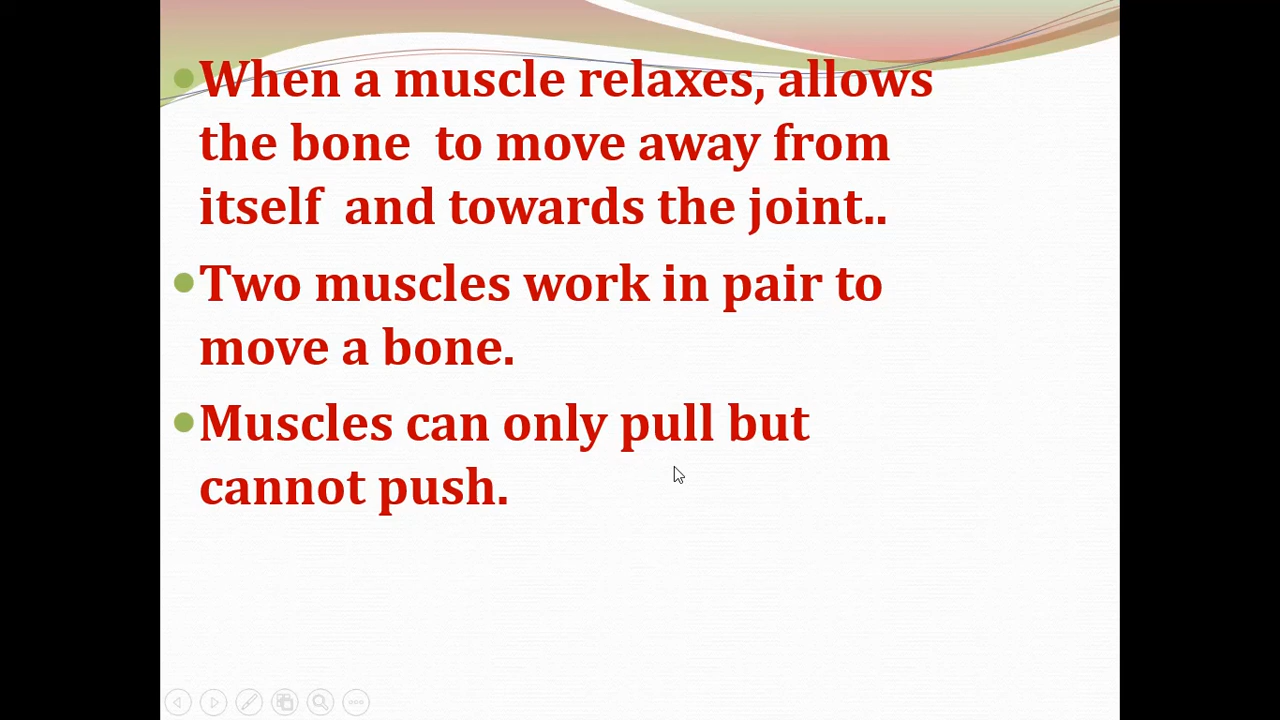 When a muscle relaxes, allows
the bone  to move away from
itself  and towards the joint..
Two muscles work in pair to
move a bone.
Muscles can only pull but
cannot push.